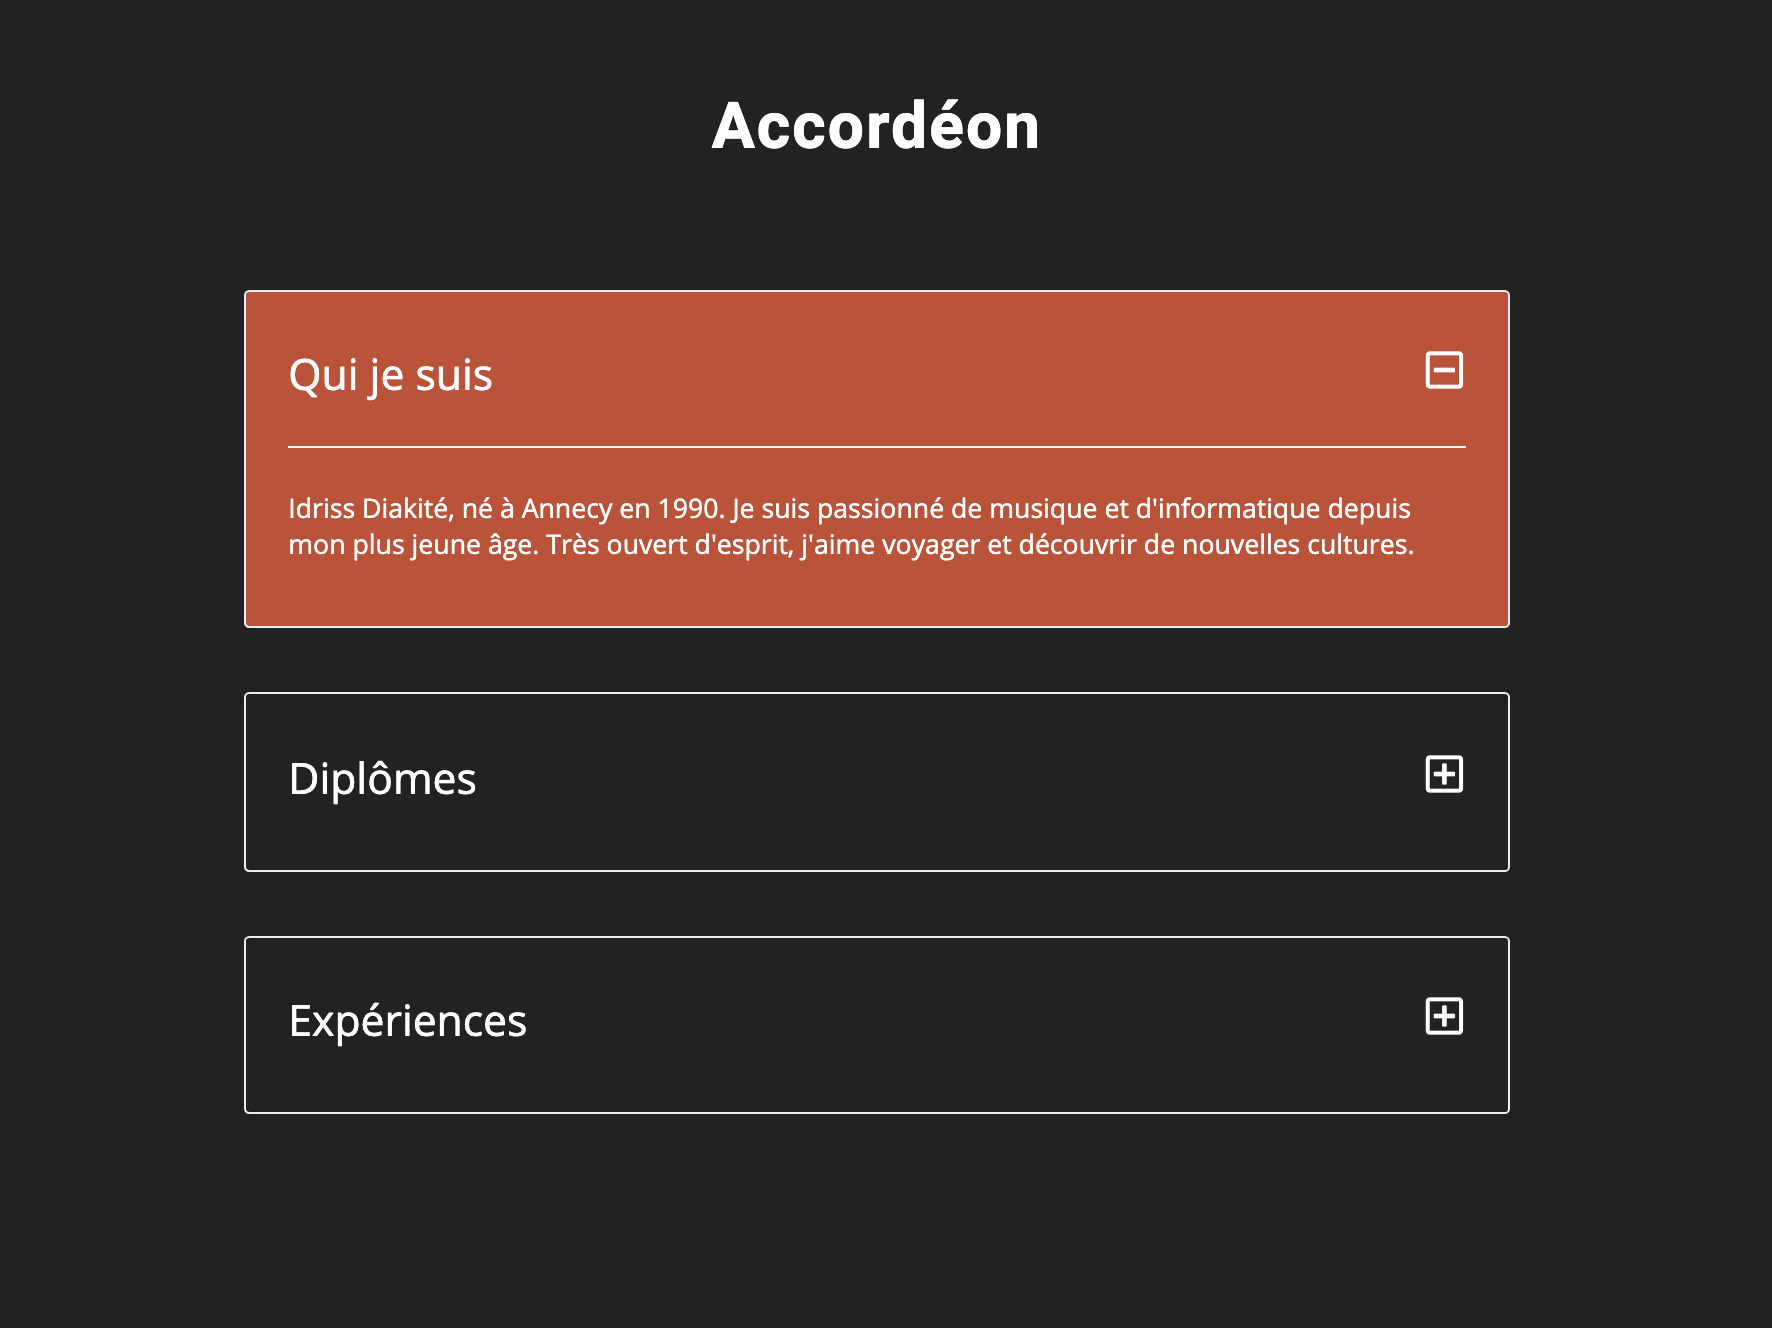 Accordéon
Qui je suis
Idriss Diakité, né à Annecy en 1990. Je suis passionné de musique et d'informatique depuis
mon plus jeune âge. Très ouvert d'esprit, j'aime voyager et découvrir de nouvelles cultures.
Diplômes
Expériences